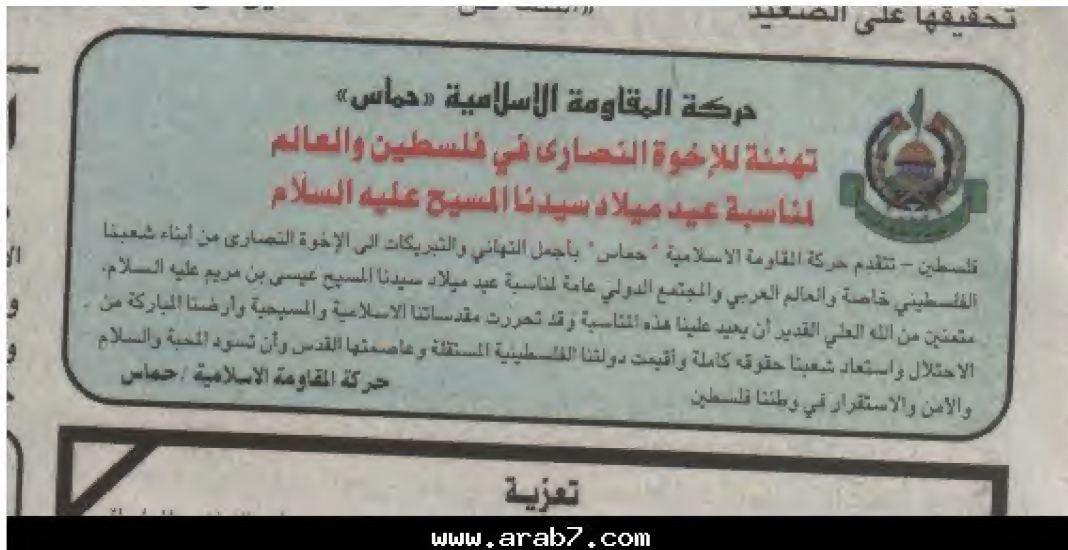 تحقيقها على الصعيد
حركة المقاومة الإسلامية «حماس»
تهنئة للإخوة النصارى في فلسطين والعالم
لمناسبة عيد ميلاد سيدنا المسيح عليه السلام
فلسطين – تتقدم حركة المقاومة الاسلامية "حماس" بأجمل التهاني والتبريكات الى الإخوة النصارى من أبناء شعبنا
الفلسطيني خاصة والعالم العربي والمجتمع الدولي عامة لمناسبة عيد ميلاد سيدنا المسيح عيسى بن مريم عليه السلام.
متمنين من الله العلي القدير أن يعيد علينا هذه المناسبة وقد تحررت مقدساتنا الاسلامية والمسيحية وأرضنا المباركة من
الاحتلال واستعاد شعبنا حقوقه كاملة وأقيمت دولتنا الفلسطينية المستقلة وعاصمتها القدس وأن تسود المحبة والسلام
والامن والاستقرار في وطننا فلسطين
حركة المقاومة الاسلامية / حماس
تعزية
www.arab7.com